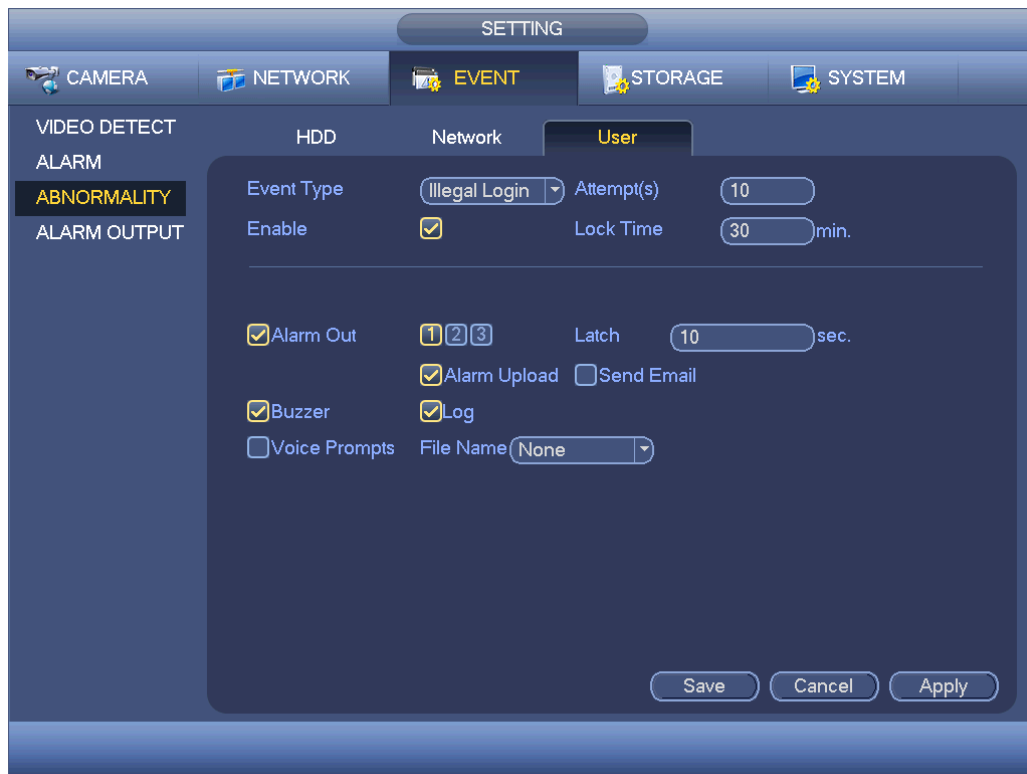 SETTING
CAMERA NETWORK EVENT STORAGE SYSTEM
VIDEO DETECT
ALARM
ABNORMALITY
ALARM OUTPUT
HDD Network User
Event Type Illegal Login Attempt(s) 10
Enable Lock Time 30 min.
Alarm Out 1 2 3 Latch 10 sec.
Alarm Upload Send Email
Buzzer Log
Voice Prompts File Name None
Save Cancel Apply